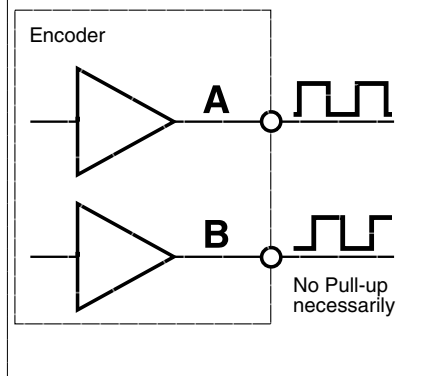 Encoder
A
B
No Pull-up
necessarily